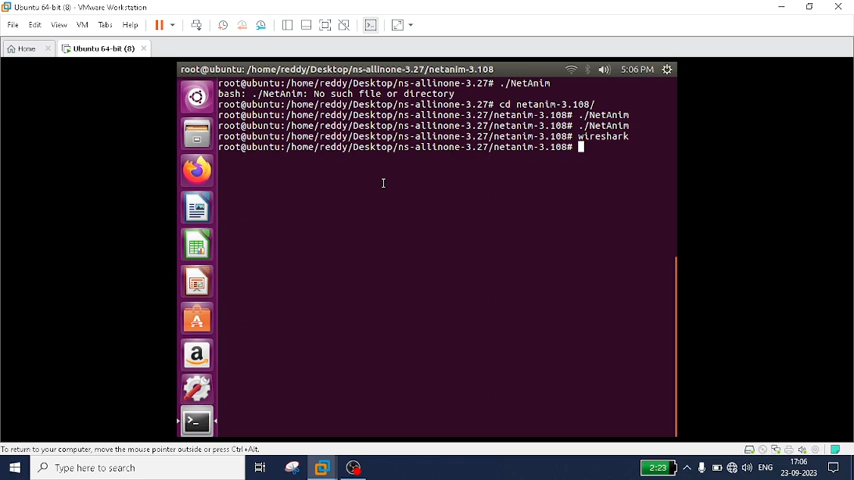 Ubuntu 64-bit (8) - VMware Workstation
File Edit View VM Tabs Help
Home Ubuntu 64-bit (8)
root@ubuntu: /home/reddy/Desktop/ns-allinone-3.27/netanim-3.108 5:06 PM
root@ubuntu:/home/reddy/Desktop/ns-allinone-3.27# ./NetAnim
bash: ./NetAnim: No such file or directory
root@ubuntu:/home/reddy/Desktop/ns-allinone-3.27# cd netanim-3.108/
root@ubuntu:/home/reddy/Desktop/ns-allinone-3.27/netanim-3.108# ./NetAnim
root@ubuntu:/home/reddy/Desktop/ns-allinone-3.27/netanim-3.108# ./NetAnim
root@ubuntu:/home/reddy/Desktop/ns-allinone-3.27/netanim-3.108# wireshark
root@ubuntu:/home/reddy/Desktop/ns-allinone-3.27/netanim-3.108#
To return to your computer, move the mouse pointer outside or press Ctrl+Alt.
Type here to search
2:23
ENG
17:06
23-09-2023